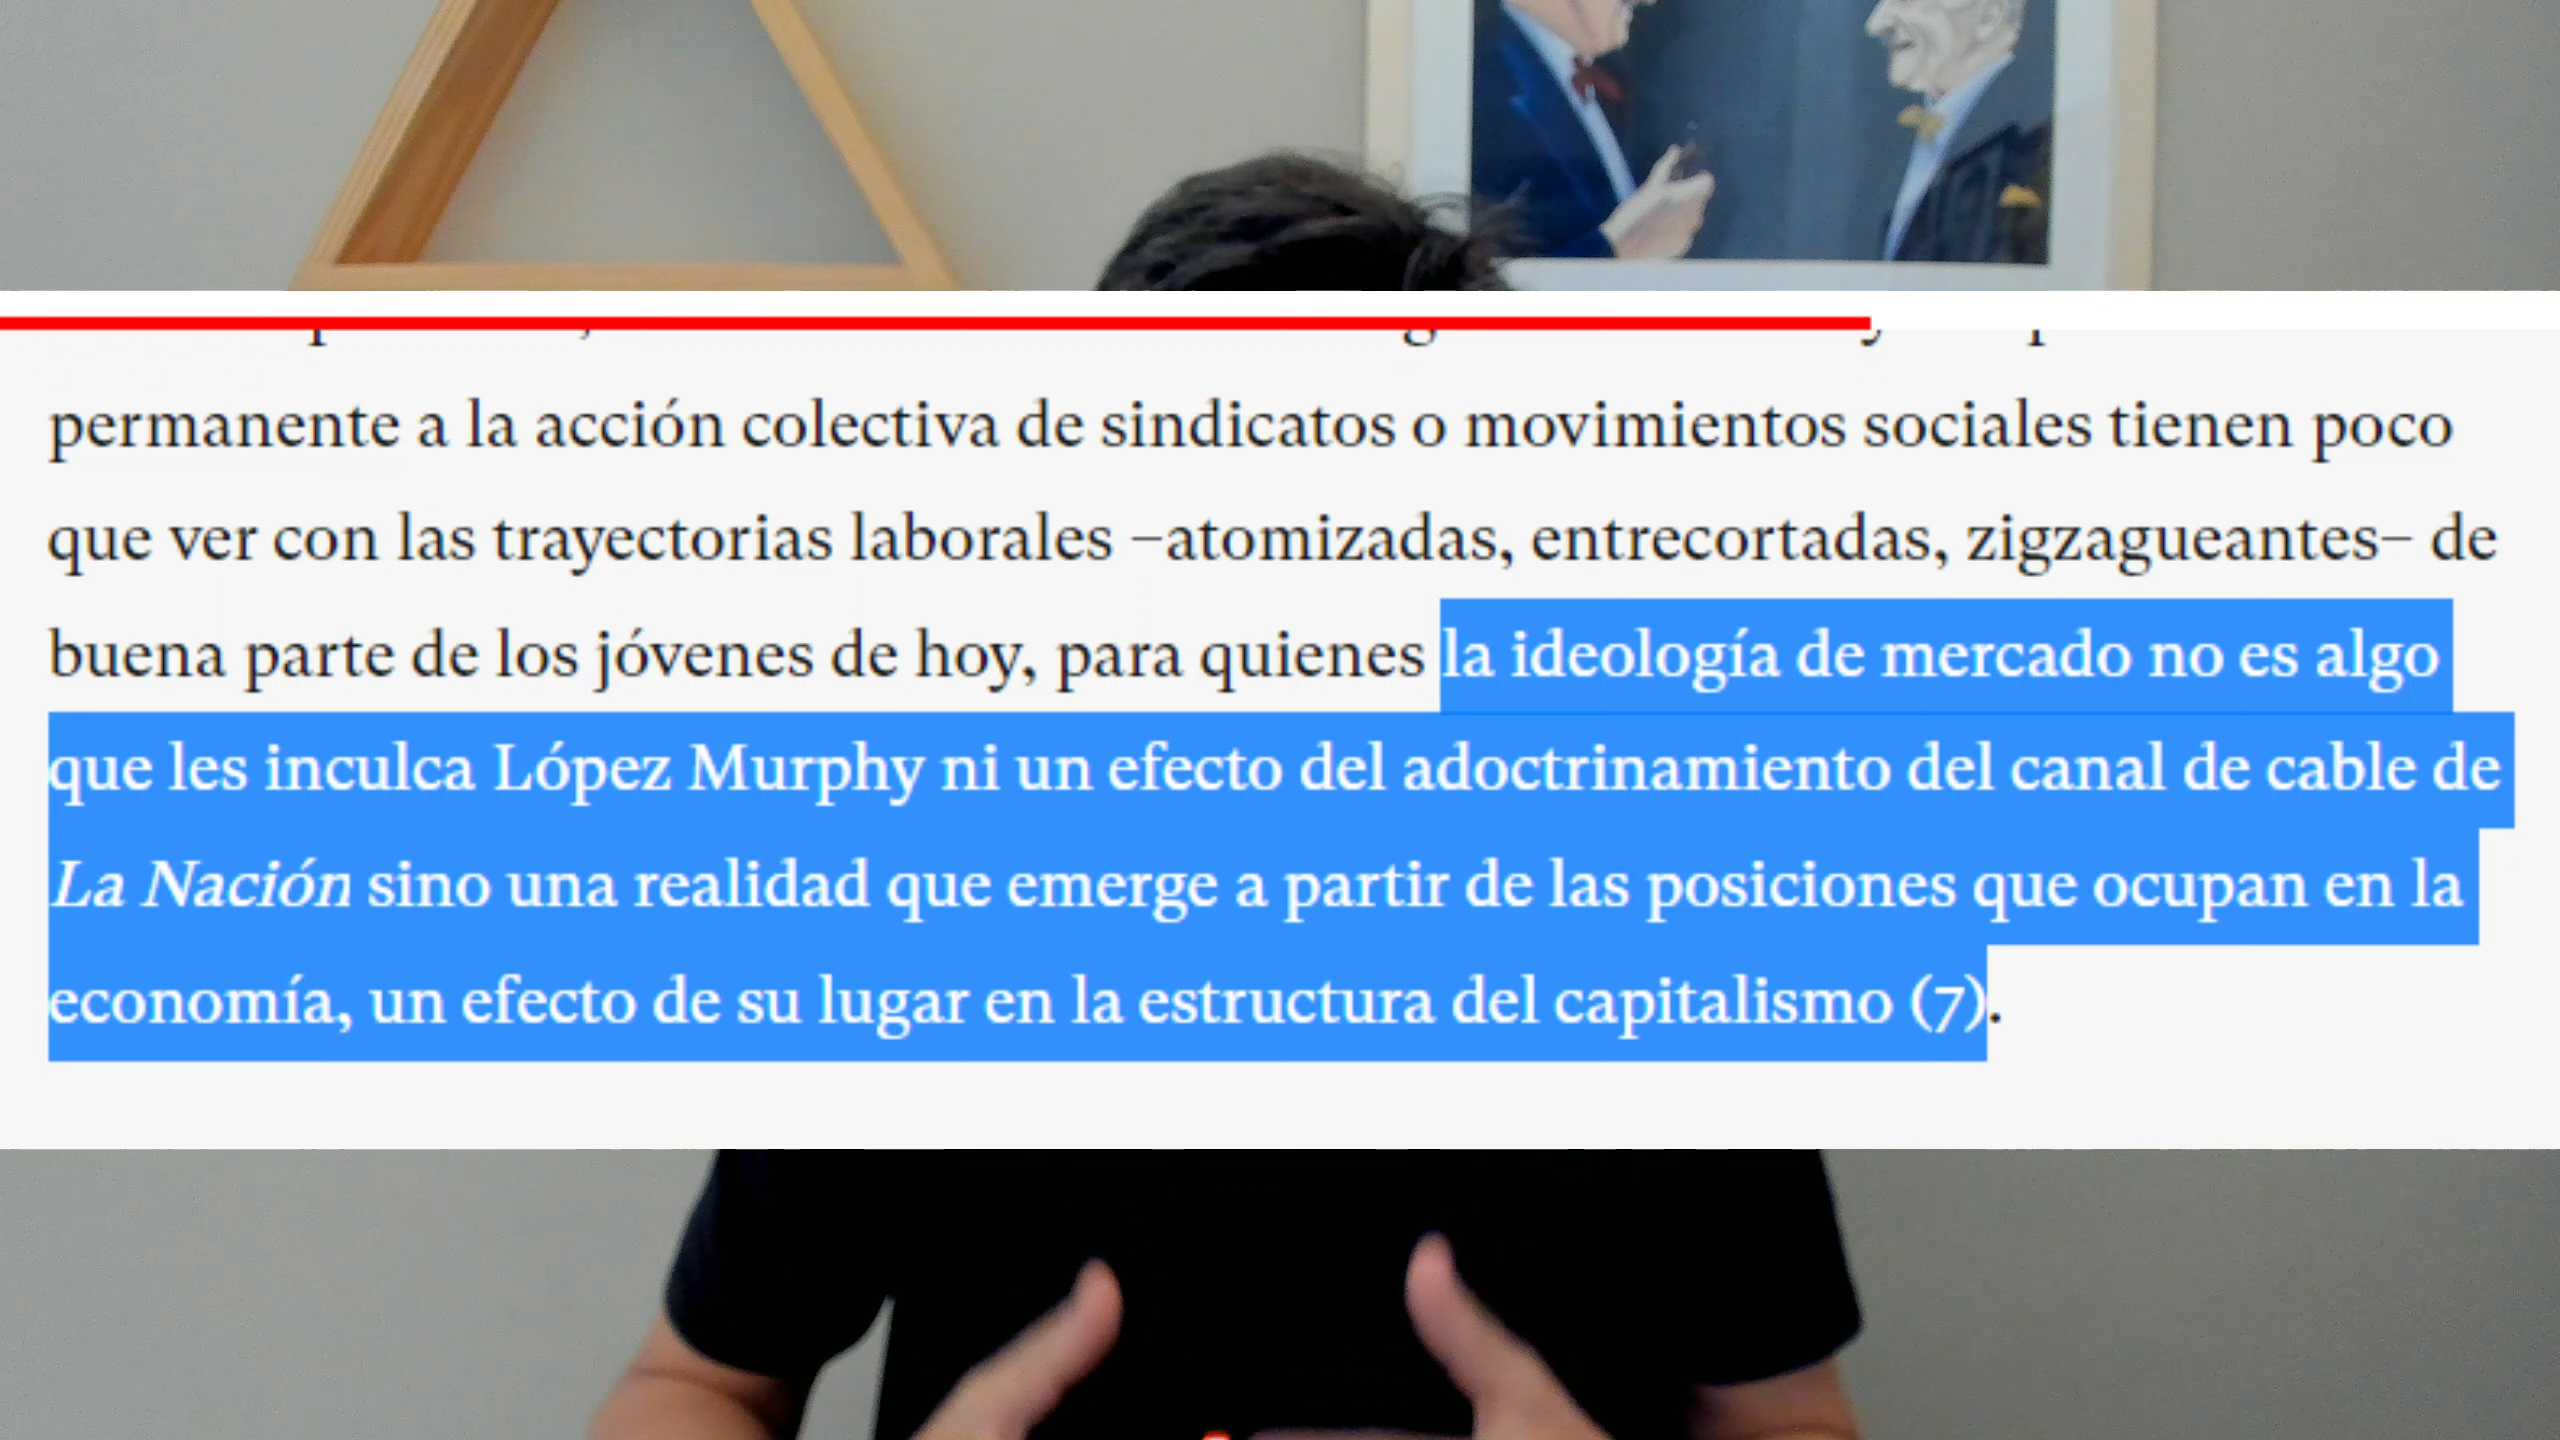 permanente a la acción colectiva de sindicatos o movimientos sociales tienen poco
que ver con las trayectorias laborales –atomizadas, entrecortadas, zigzagueantes– de
buena parte de los jóvenes de hoy, para quienes la ideología de mercado no es algo
que les inculca López Murphy ni un efecto del adoctrinamiento del canal de cable de
La Nación sino una realidad que emerge a partir de las posiciones que ocupan en la
economía, un efecto de su lugar en la estructura del capitalismo (7).